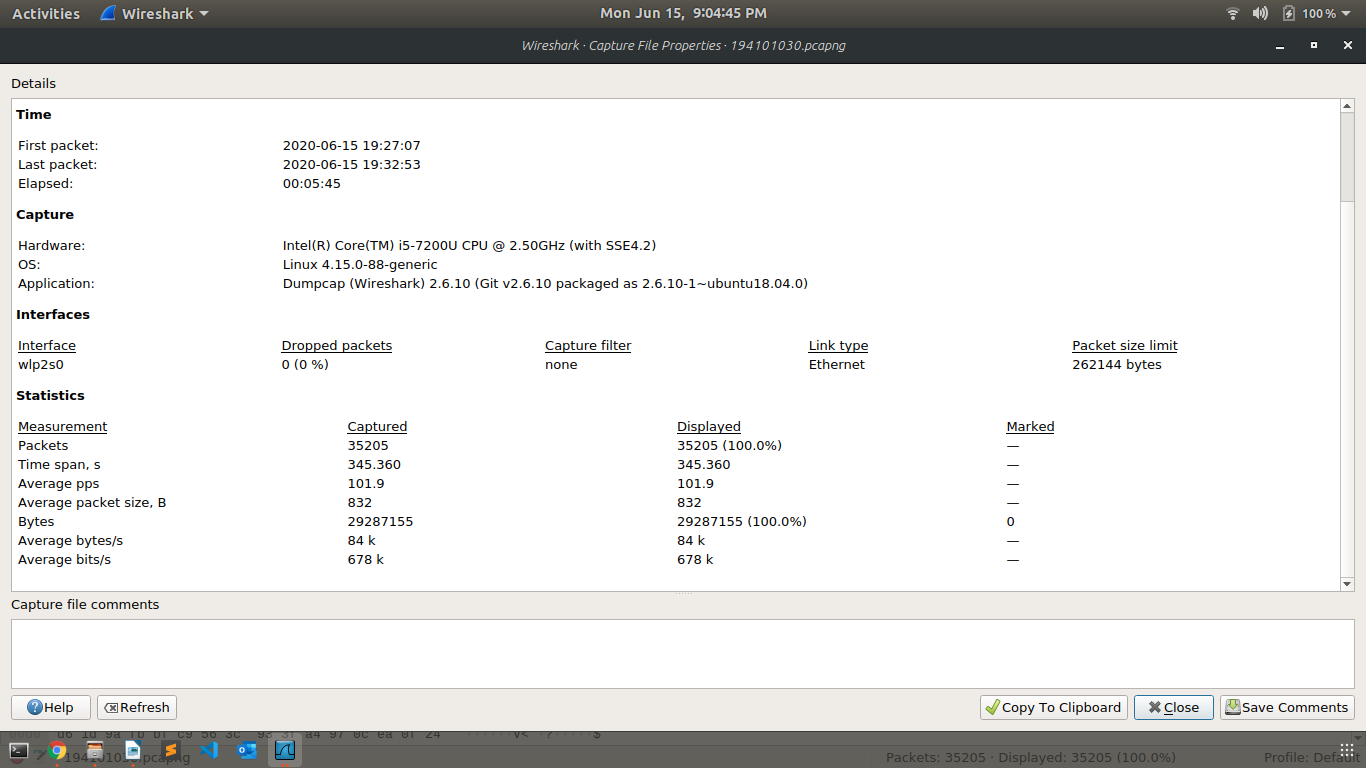 Activities Wireshark Mon Jun 15, 9:04:45 PM 100 %
Wireshark · Capture File Properties · 194101030.pcapng
Details
Time
First packet: 2020-06-15 19:27:07
Last packet: 2020-06-15 19:32:53
Elapsed: 00:05:45
Capture
Hardware: Intel(R) Core(TM) i5-7200U CPU @ 2.50GHz (with SSE4.2)
OS: Linux 4.15.0-88-generic
Application: Dumpcap (Wireshark) 2.6.10 (Git v2.6.10 packaged as 2.6.10-1~ubuntu18.04.0)
Interfaces
Interface Dropped packets Capture filter Link type Packet size limit
wlp2s0 0 (0 %) none Ethernet 262144 bytes
Statistics
Measurement Captured Displayed Marked
Packets 35205 35205 (100.0%) —
Time span, s 345.360 345.360 —
Average pps 101.9 101.9 —
Average packet size, B 832 832 —
Bytes 29287155 29287155 (100.0%) 0
Average bytes/s 84 k 84 k —
Average bits/s 678 k 678 k —
Capture file comments
Help Refresh Copy To Clipboard Close Save Comments
Packets: 35205 · Displayed: 35205 (100.0%) Profile: Default